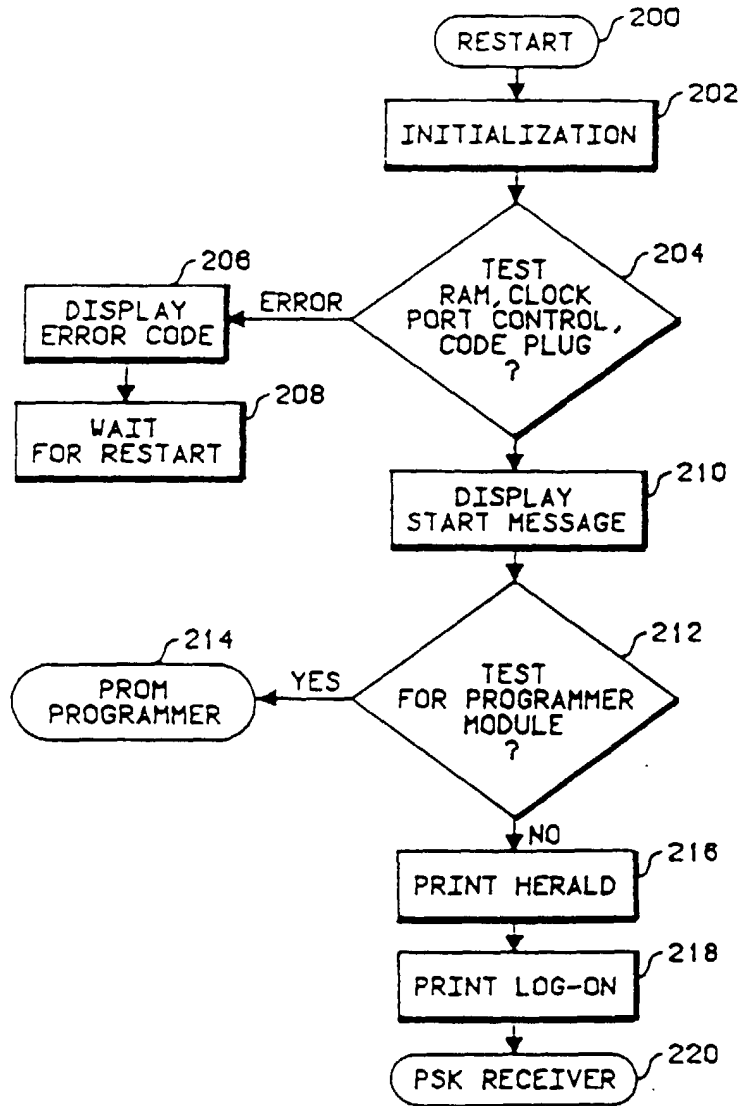 RESTART
200
INITIALIZATION
202
TEST
RAM, CLOCK
PORT CONTROL,
CODE PLUG
?
204
ERROR
DISPLAY
ERROR CODE
206
WAIT
FOR RESTART
208
DISPLAY
START MESSAGE
210
TEST
FOR PROGRAMMER
MODULE
?
212
YES
PROM
PROGRAMMER
214
NO
PRINT HERALD
216
PRINT LOG-ON
218
PSK RECEIVER
220